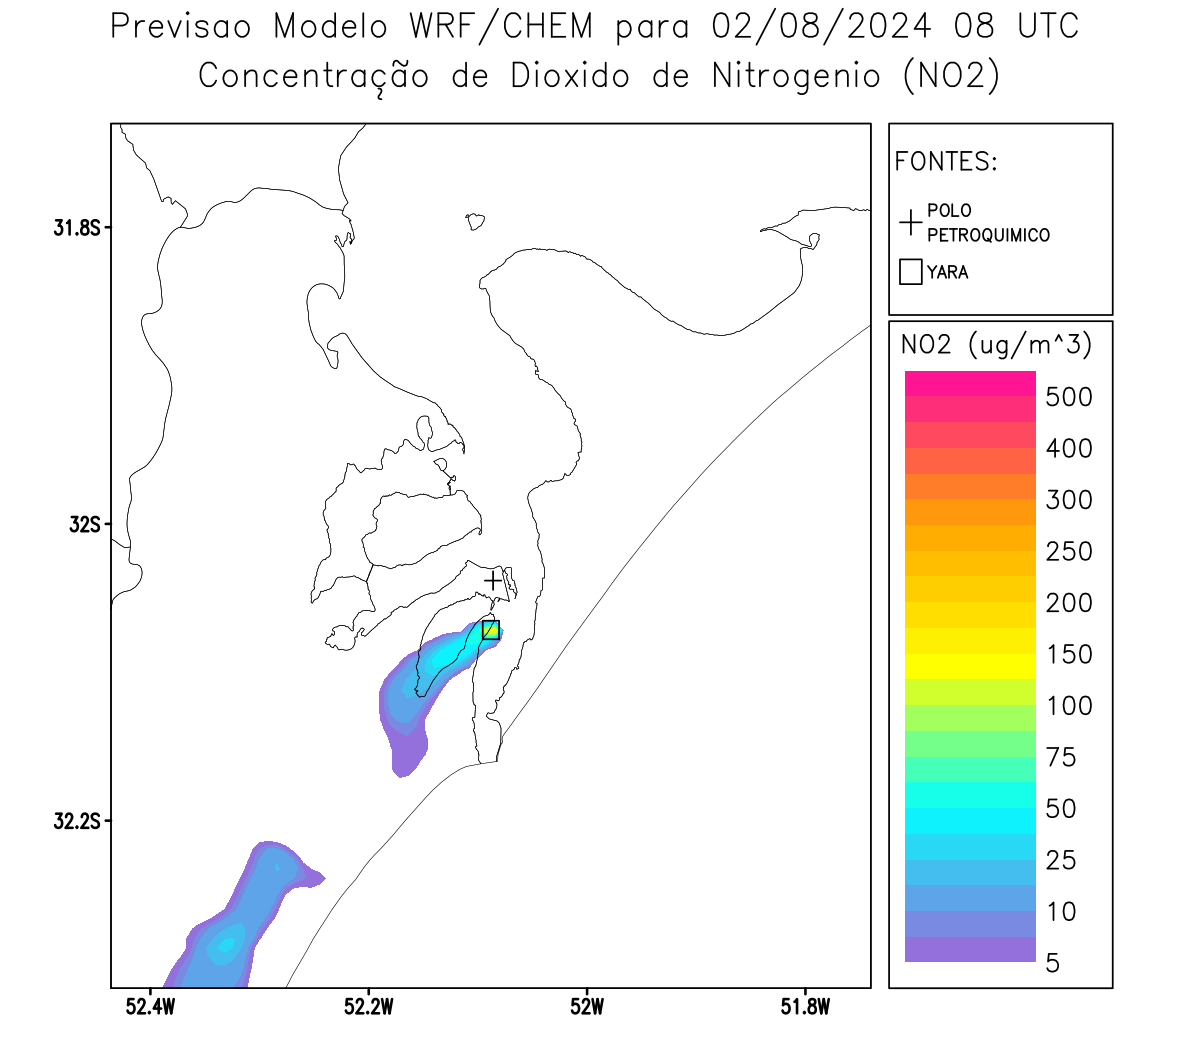 Previsao Modelo WRF/CHEM para 02/08/2024 08 UTC
Concentração de Dioxido de Nitrogenio (NO2)
FONTES:
POLO
PETROQUIMICO
YARA
NO2 (ug/m^3)
500
400
300
250
200
150
100
75
50
25
10
5
31.8S
32S
32.2S
52.4W
52.2W
52W
51.8W